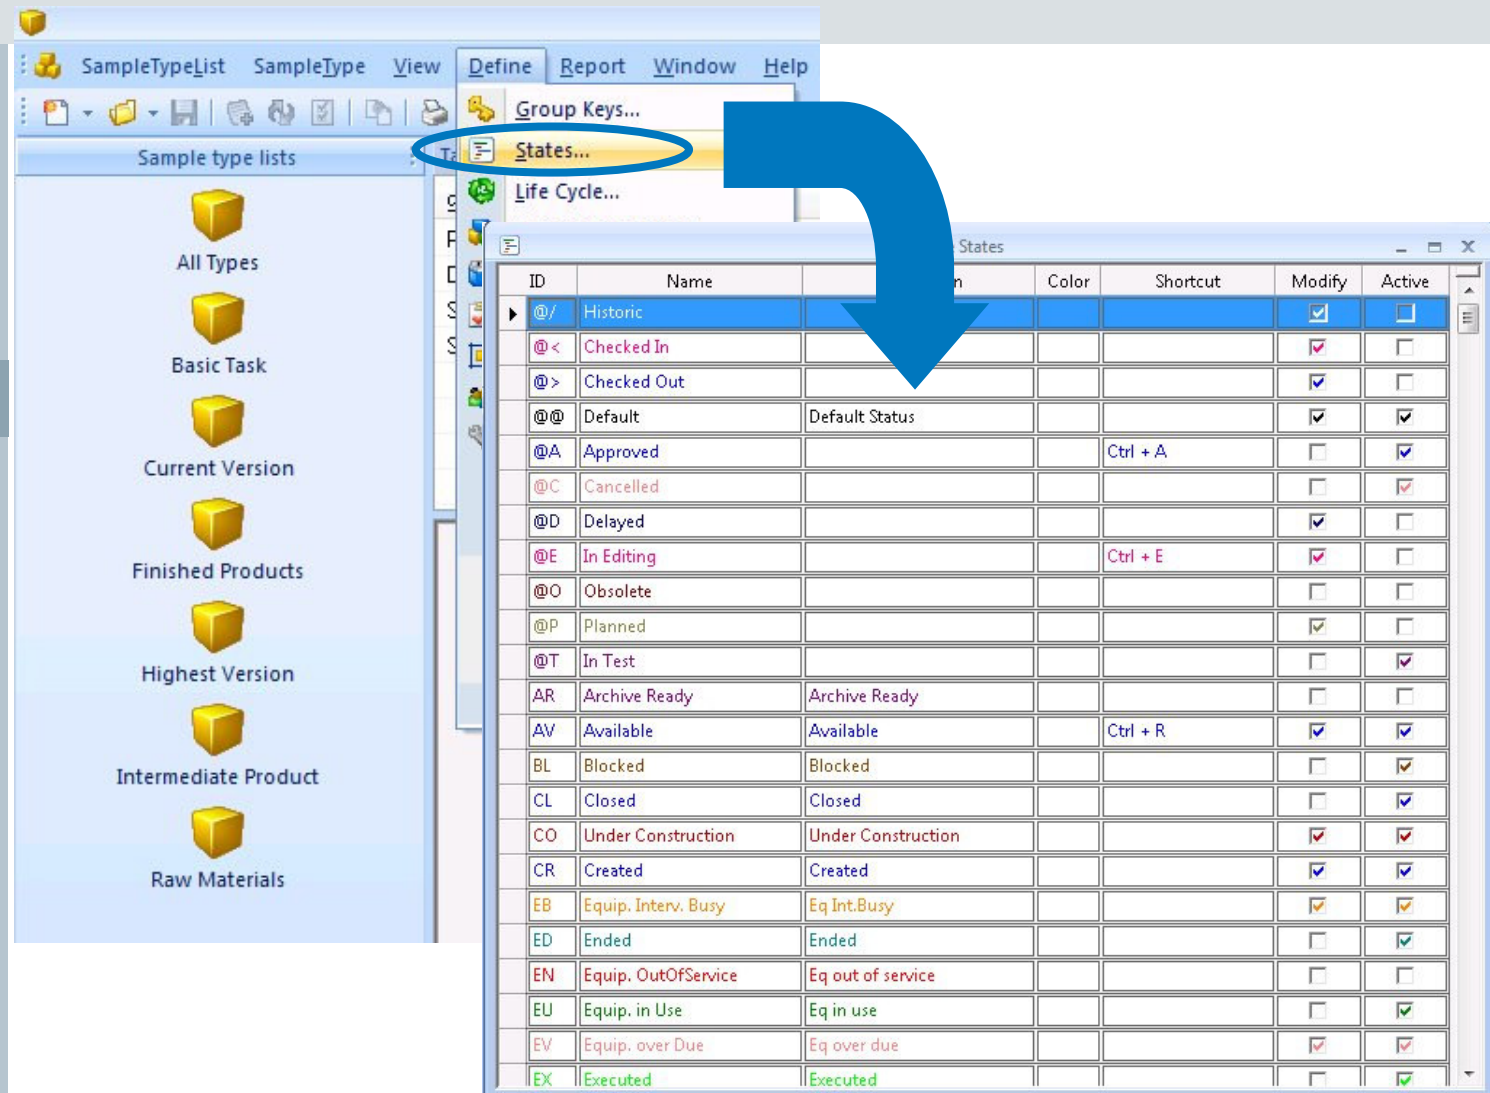 SampleTypeList SampleType View Define Report Window Help
Group Keys...
Sample type lists
States...
Life Cycle...
All Types
Basic Task
Current Version
Finished Products
Highest Version
Intermediate Product
Raw Materials
States
ID Name Color Shortcut Modify Active
@/ Historic
@< Checked In
@> Checked Out
@@ Default Default Status
@A Approved Ctrl + A
@C Cancelled
@D Delayed
@E In Editing Ctrl + E
@O Obsolete
@P Planned
@T In Test
AR Archive Ready Archive Ready
AV Available Available Ctrl + R
BL Blocked Blocked
CL Closed Closed
CO Under Construction Under Construction
CR Created Created
EB Equip. Interv. Busy Eq Int.Busy
ED Ended Ended
EN Equip. OutOfService Eq out of service
EU Equip. in Use Eq in use
EV Equip. over Due Eq over due
EX Executed Executed